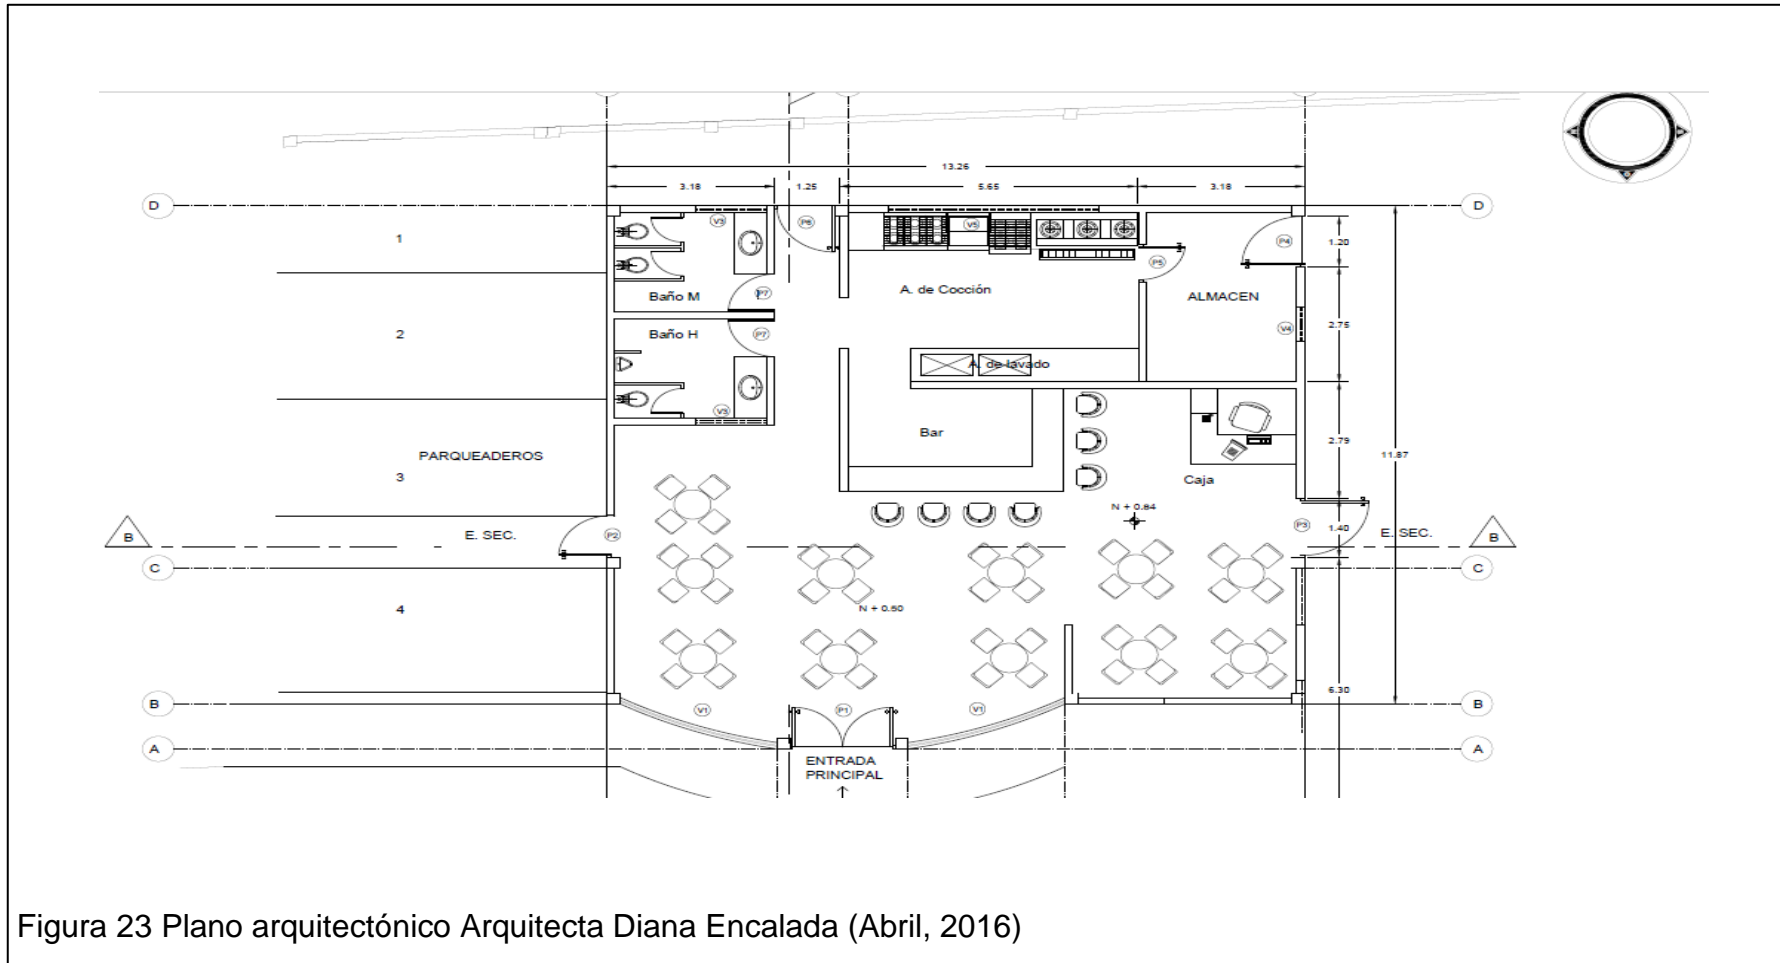 13.26
3.18
1.25
5.65
3.18
D
D
1
V3
P6
V5
P4
1.20
P5
A. de Cocción
Baño M
P7
ALMACEN
2
Baño H
P7
V4
2.75
A. de lavado
V3
Bar
2.79
PARQUEADEROS
11.87
3
Caja
N + 0.84
B
E. SEC.
P2
P3
1.40
E. SEC.
B
C
C
4
N + 0.50
6.30
B
V1
P1
V1
B
A
A
ENTRADA
PRINCIPAL
Figura 23 Plano arquitectónico Arquitecta Diana Encalada (Abril, 2016)